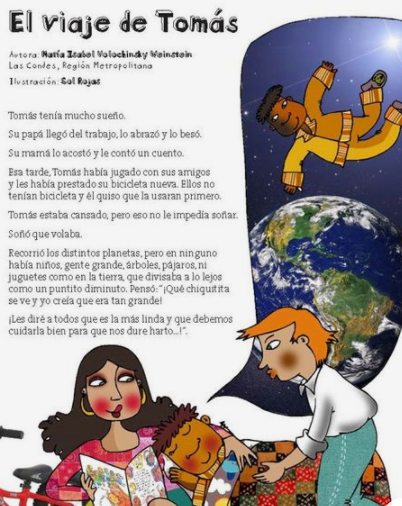 El viaje de Tomás
Autora: María Isabel Volochinsky Weinstein
Las Condes, Región Metropolitana
Ilustración: Sol Rojas
Tomás tenía mucho sueño.
Su papá llegó del trabajo, lo abrazó y lo besó.
Su mamá lo acostó y le contó un cuento.
Esa tarde, Tomás había jugado con sus amigos
y les había prestado su bicicleta nueva. Ellos no
tenían bicicleta y él quiso que la usaran primero.
Tomás estaba cansado, pero eso no le impedía soñar.
Soñó que volaba.
Recorrió los distintos planetas, pero en ninguno
había niños, gente grande, árboles, pájaros, ni
juguetes como en la tierra, que divisaba a lo lejos
como un puntito diminuto. Pensó: “¡Qué chiquitita
se ve y yo creía que era tan grande!
¡Les diré a todos que es la más linda y que debemos
cuidarla bien para que nos dure harto...!”.